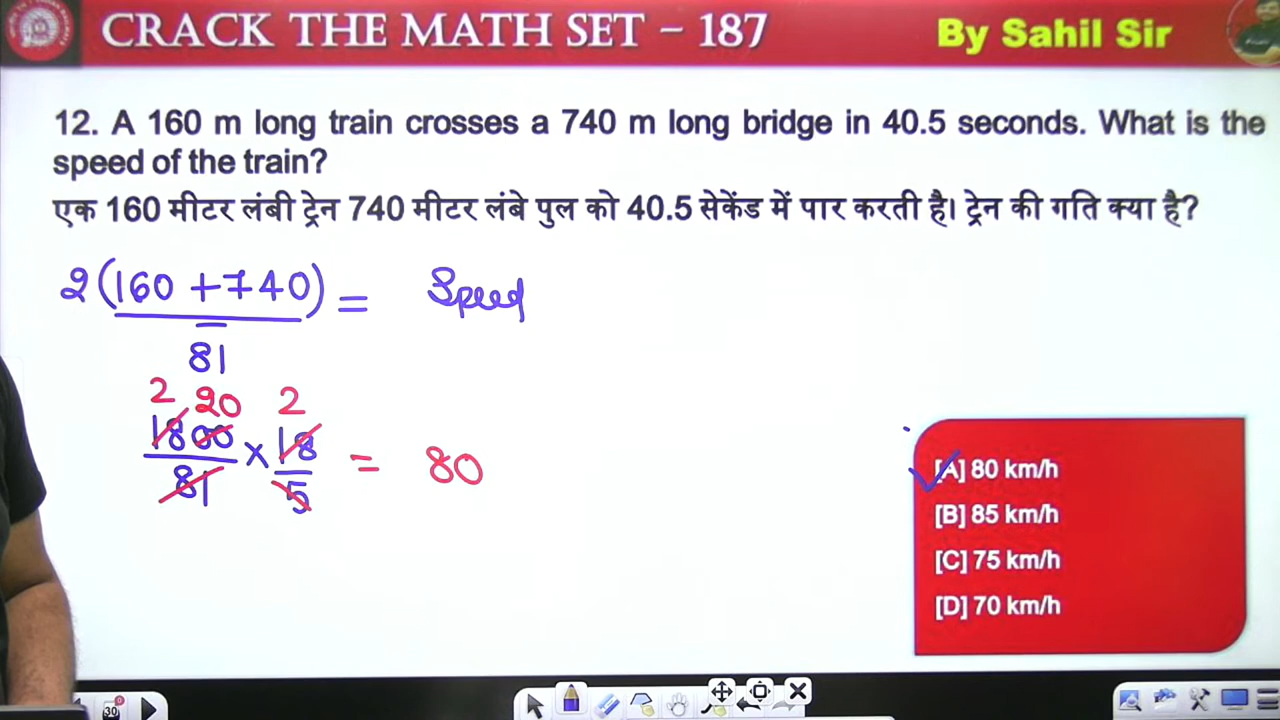 CRACK THE MATH SET – 187
By Sahil Sir
12. A 160 m long train crosses a 740 m long bridge in 40.5 seconds. What is the
speed of the train?
एक 160 मीटर लंबी ट्रेन 740 मीटर लंबे पुल को 40.5 सेकेंड में पार करती है। ट्रेन की गति क्या है?
2 (160 + 740) = Speed
81
2 20 2
1800 × 18 = 80
81 5
[A] 80 km/h
[B] 85 km/h
[C] 75 km/h
[D] 70 km/h
30